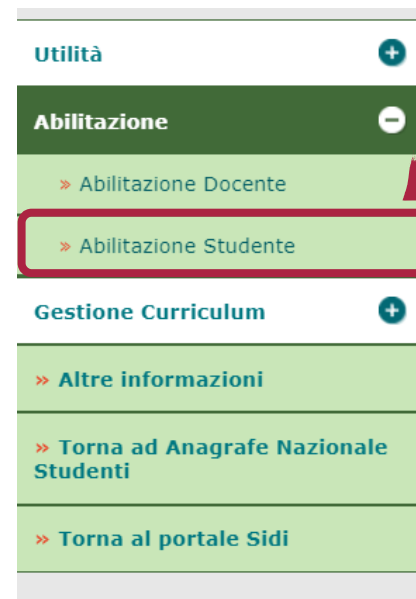 Utilità
Abilitazione
» Abilitazione Docente
» Abilitazione Studente
Gestione Curriculum
» Altre informazioni
» Torna ad Anagrafe Nazionale
Studenti
» Torna al portale Sidi